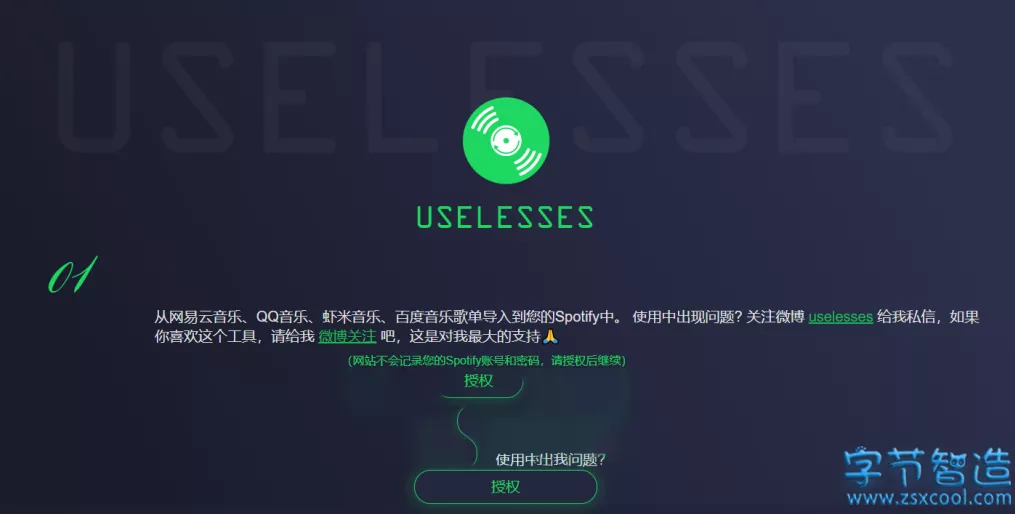 USELESSES
USELESSES
01
从网易云音乐、QQ音乐、虾米音乐、百度音乐歌单导入到您的Spotify中。 使用中出现问题? 关注微博 uselesses 给我私信，如果
你喜欢这个工具，请给我 微博关注 吧，这是对我最大的支持🙏
(网站不会记录您的Spotify账号和密码，请授权后继续)
授权
使用中出我问题?
授权
字节智造
www.zsxcool.com